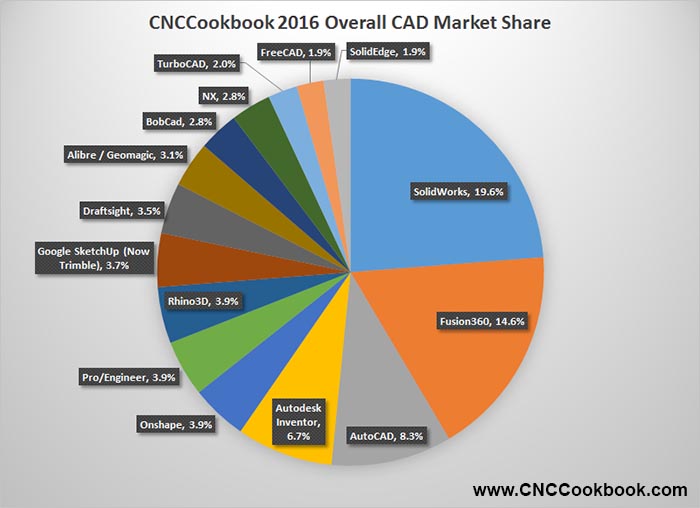 CNCCookbook 2016 Overall CAD Market Share
FreeCAD, 1.9%
SolidEdge, 1.9%
TurboCAD, 2.0%
NX, 2.8%
BobCad, 2.8%
Alibre / Geomagic, 3.1%
Draftsight, 3.5%
Google SketchUp (Now
Trimble), 3.7%
Rhino3D, 3.9%
Pro/Engineer, 3.9%
Onshape, 3.9%
Autodesk
Inventor,
6.7%
AutoCAD, 8.3%
Fusion360, 14.6%
SolidWorks, 19.6%
www.CNCCookbook.com